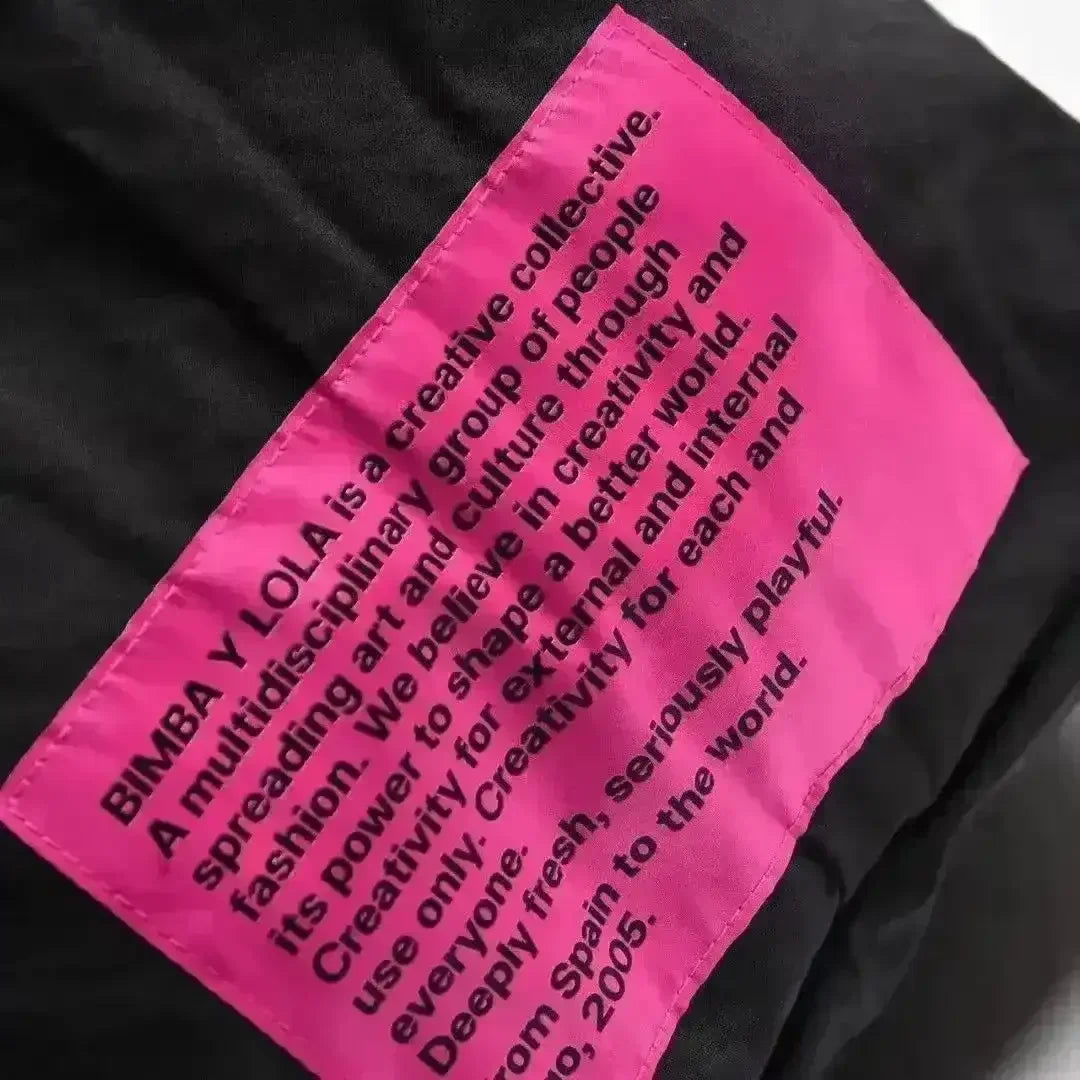 BIMBA Y LOLA is a creative collective.
A multidisciplinary group of people
spreading art and culture through
fashion. We believe in creativity and
its power to shape a better world.
Creativity for external and internal
use only. Creativity for each and
everyone.
Deeply fresh, seriously playful.
Spain to the world.
2005.